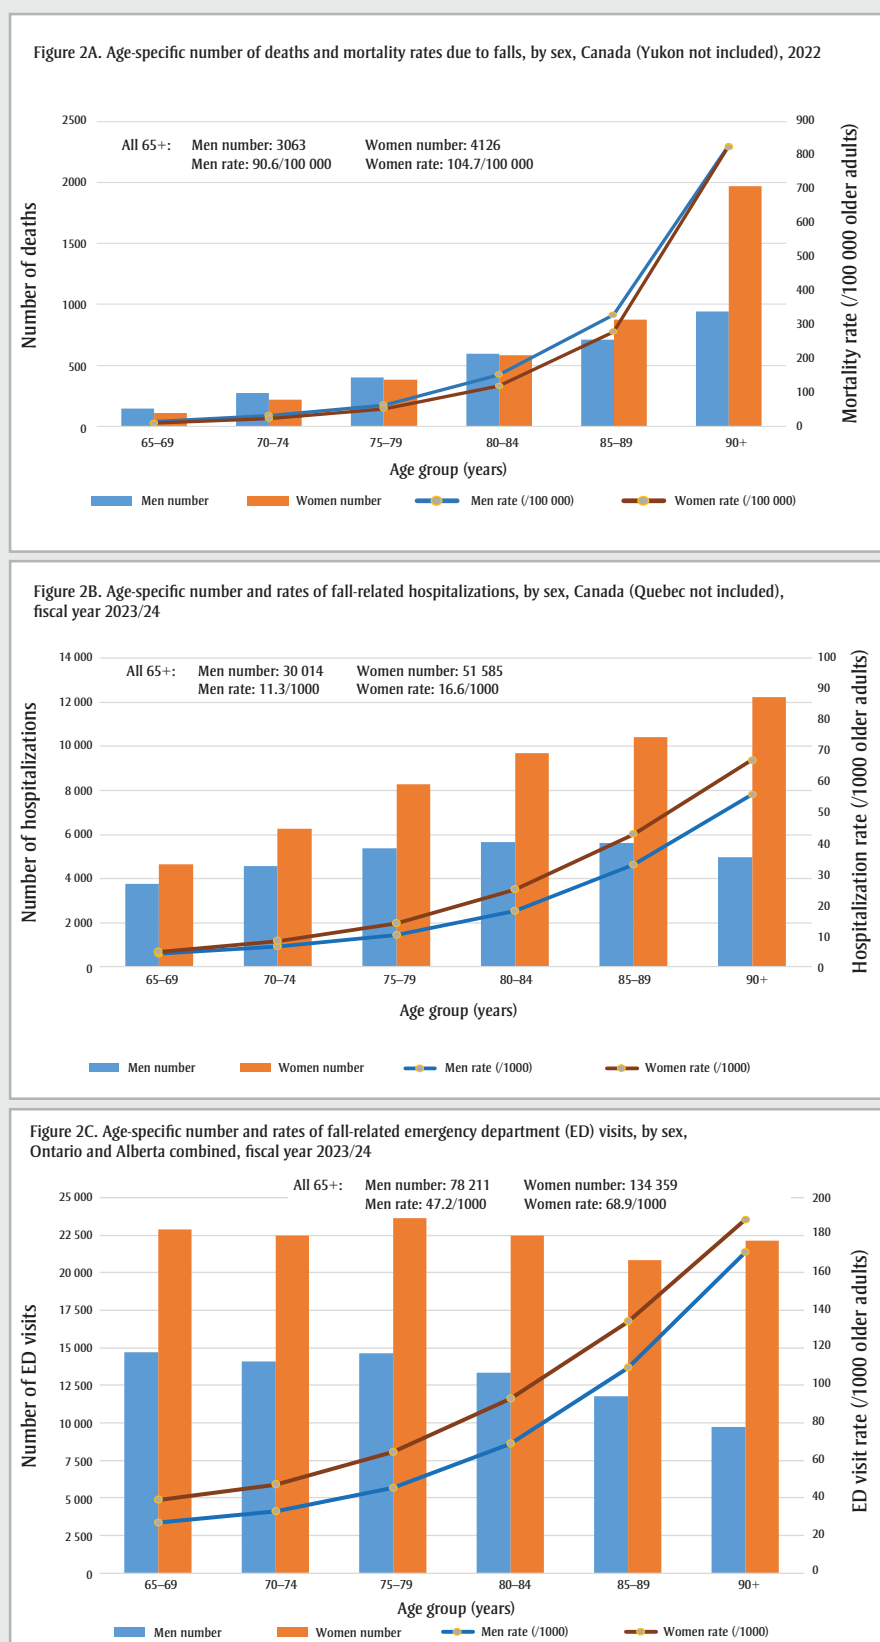 Figure 2A. Age-specific number of deaths and mortality rates due to falls, by sex, Canada (Yukon not included), 2022
All 65+: Men number: 3063 Women number: 4126
Men rate: 90.6/100 000 Women rate: 104.7/100 000
Number of deaths
2500
2000
1500
1000
500
0
900
800
700
600
500
400
300
200
100
0
Mortality rate (/100 000 older adults)
65–69 70–74 75–79 80–84 85–89 90+
Age group (years)
Men number Women number Men rate (/100 000) Women rate (/100 000)
Figure 2B. Age-specific number and rates of fall-related hospitalizations, by sex, Canada (Quebec not included),
fiscal year 2023/24
All 65+: Men number: 30 014 Women number: 51 585
Men rate: 11.3/1000 Women rate: 16.6/1000
Number of hospitalizations
14 000
12 000
10 000
8 000
6 000
4 000
2 000
0
100
90
80
70
60
50
40
30
20
10
0
Hospitalization rate (/1000 older adults)
65–69 70–74 75–79 80–84 85–89 90+
Age group (years)
Men number Women number Men rate (/1000) Women rate (/1000)
Figure 2C. Age-specific number and rates of fall-related emergency department (ED) visits, by sex,
Ontario and Alberta combined, fiscal year 2023/24
All 65+: Men number: 78 211 Women number: 134 359
Men rate: 47.2/1000 Women rate: 68.9/1000
Number of ED visits
25 000
22 500
20 000
17 500
15 000
12 500
10 000
7 500
5 000
2 500
0
200
180
160
140
120
100
80
60
40
20
0
ED visit rate (/1000 older adults)
65–69 70–74 75–79 80–84 85–89 90+
Age group (years)
Men number Women number Men rate (/1000) Women rate (/1000)